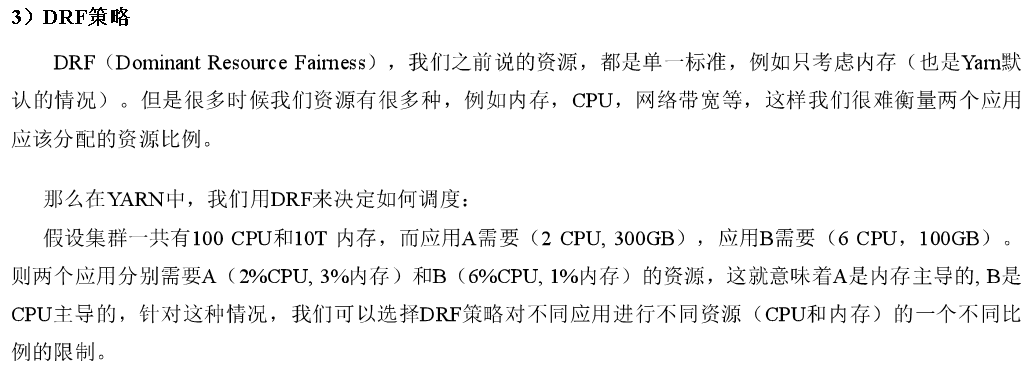 3）DRF策略
DRF（Dominant Resource Fairness），我们之前说的资源，都是单一标准，例如只考虑内存（也是Yarn默
认的情况）。但是很多时候我们资源有很多种，例如内存，CPU，网络带宽等，这样我们很难衡量两个应用
应该分配的资源比例。
那么在YARN中，我们用DRF来决定如何调度：
假设集群一共有100 CPU和10T 内存，而应用A需要（2 CPU, 300GB），应用B需要（6 CPU，100GB）。
则两个应用分别需要A（2%CPU, 3%内存）和B（6%CPU, 1%内存）的资源，这就意味着A是内存主导的, B是
CPU主导的，针对这种情况，我们可以选择DRF策略对不同应用进行不同资源（CPU和内存）的一个不同比
例的限制。